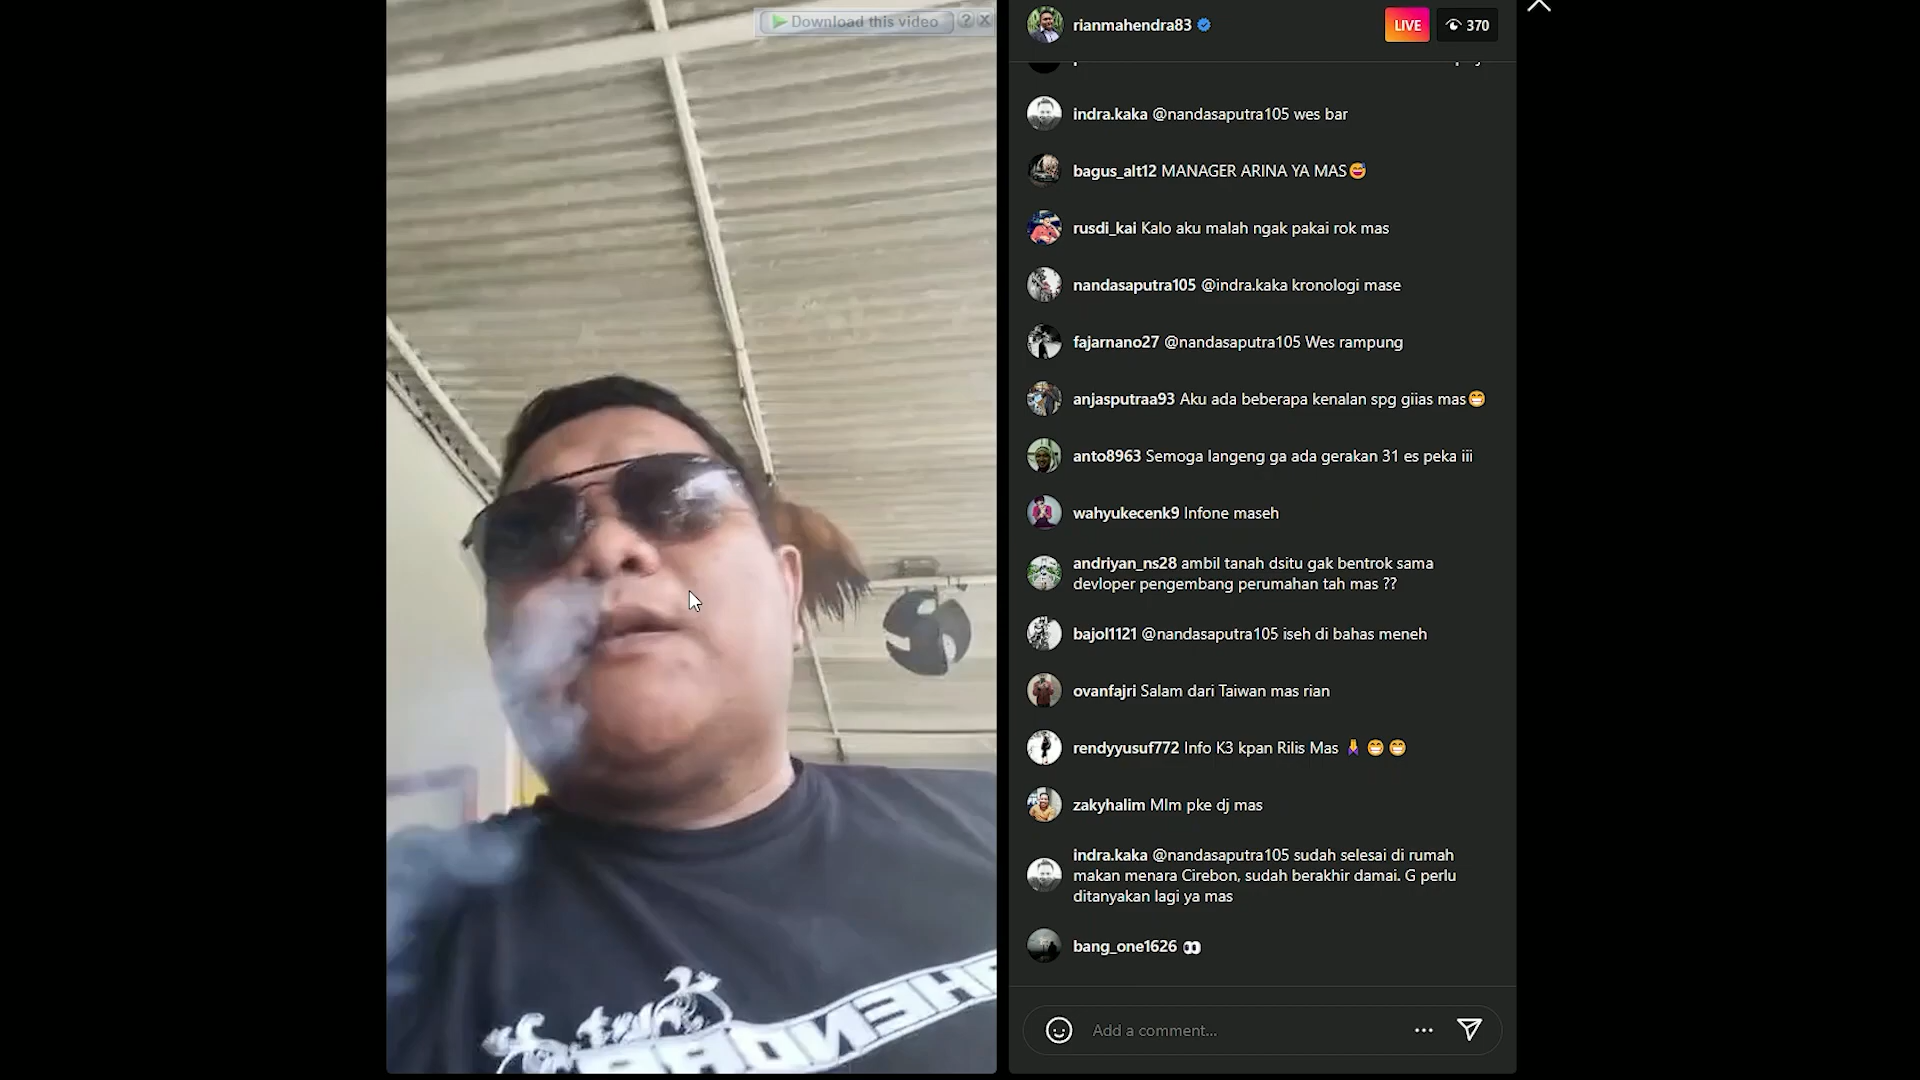 Download this video
rianmahendra83
LIVE
370
indra.kaka @nandasaputra105 wes bar
bagus_alt12 MANAGER ARINA YA MAS😅
rusdi_kai Kalo aku malah ngak pakai rok mas
nandasaputra105 @indra.kaka kronologi mase
fajarnano27 @nandasaputra105 Wes rampung
anjasputraa93 Aku ada beberapa kenalan spg giias mas😁
anto8963 Semoga langeng ga ada gerakan 31 es peka iii
wahyukecenk9 Infone maseh
andriyan_ns28 ambil tanah dsitu gak bentrok sama
devloper pengembang perumahan tah mas ??
bajol1121 @nandasaputra105 iseh di bahas meneh
ovanfajri Salam dari Taiwan mas rian
rendyyusuf772 Info K3 kpan Rilis Mas 🙏 😁 😁
zakyhalim Mlm pke dj mas
indra.kaka @nandasaputra105 sudah selesai di rumah
makan menara Cirebon, sudah berakhir damai. G perlu
ditanyakan lagi ya mas
bang_one1626 👀
Add a comment...